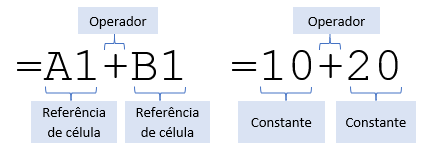 Operador Operador
=A1+B1 =10+20
Referência de célula Referência de célula Constante Constante